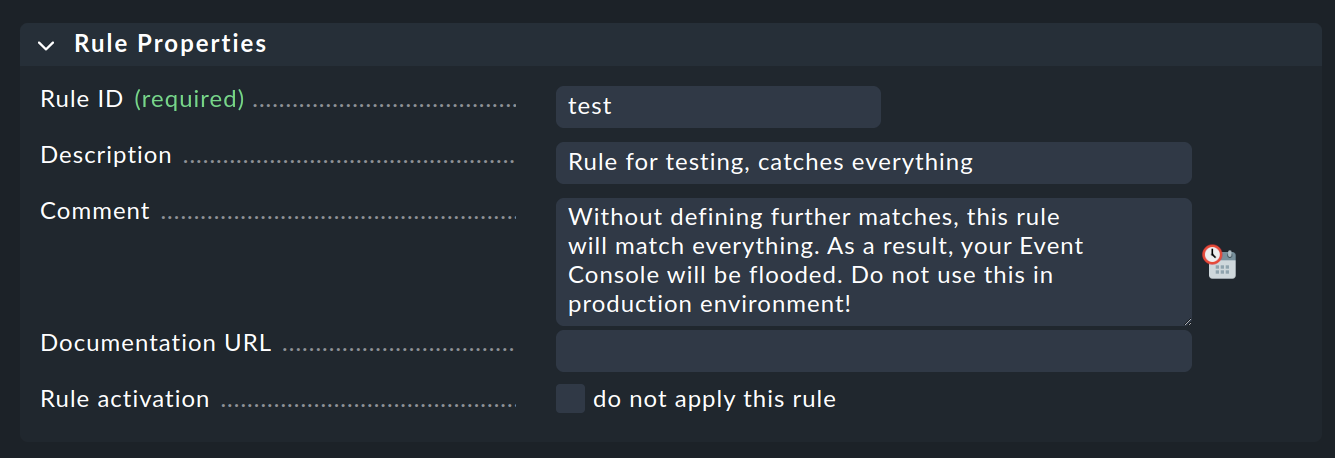 Rule Properties
Rule ID (required) test
Description Rule for testing, catches everything
Comment Without defining further matches, this rule
will match everything. As a result, your Event
Console will be flooded. Do not use this in
production environment!
Documentation URL
Rule activation do not apply this rule